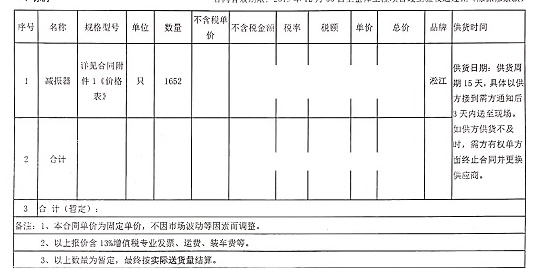 序号 名称 规格型号 单位 数量 不含税单价 不含税金额 税率 税额 单价 总价 品牌 供货时间
1 减振器 详见合同附件1《价格表》 只 1652 淞江 供货日期:供货周期15天,具体以供方接到需方通知后3天内送至现场。如供方供货不及时,需方有权单方面终止合同并更换供应商。
2 合计
3 合计(暂定):
备注:1、本合同单价为固定单价,不因市场波动等因素而调整。
2、以上报价含13%增值税专业发票、运费、装车费等。
3、以上数量为暂定,最终按实际送货量结算。